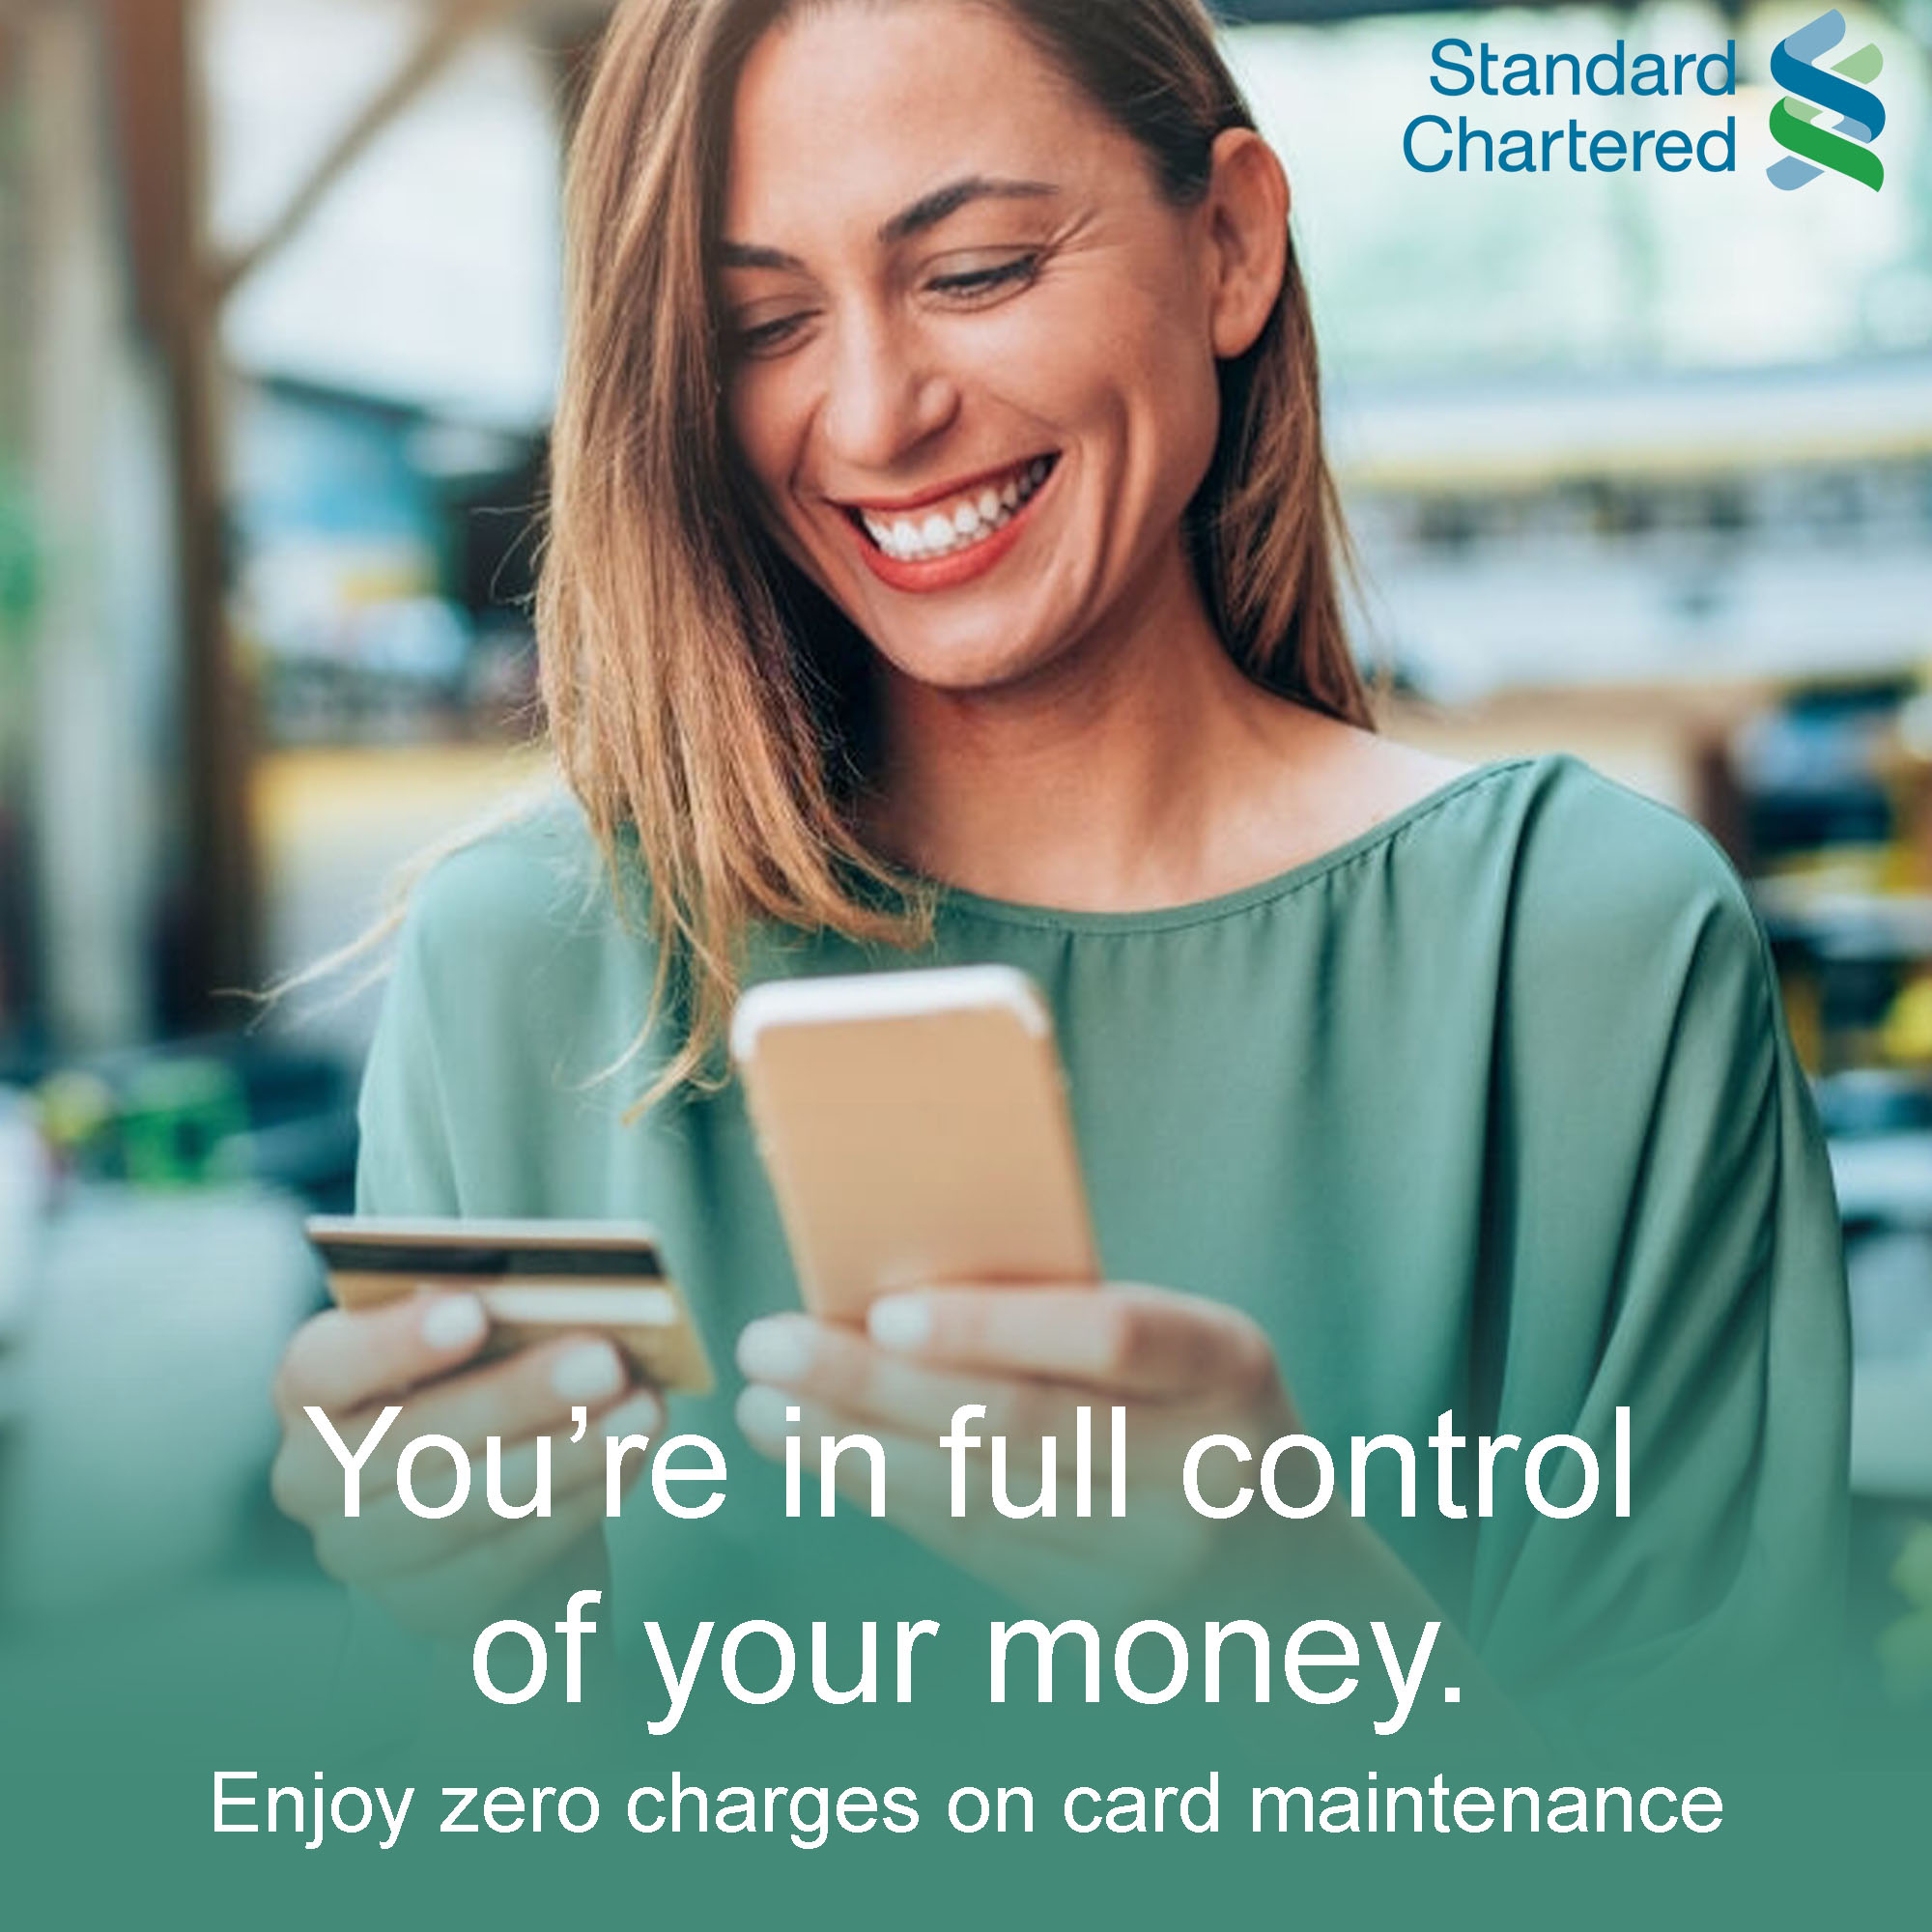 Standard
Chartered
You’re in full control
of your money.
Enjoy zero charges on card maintenance